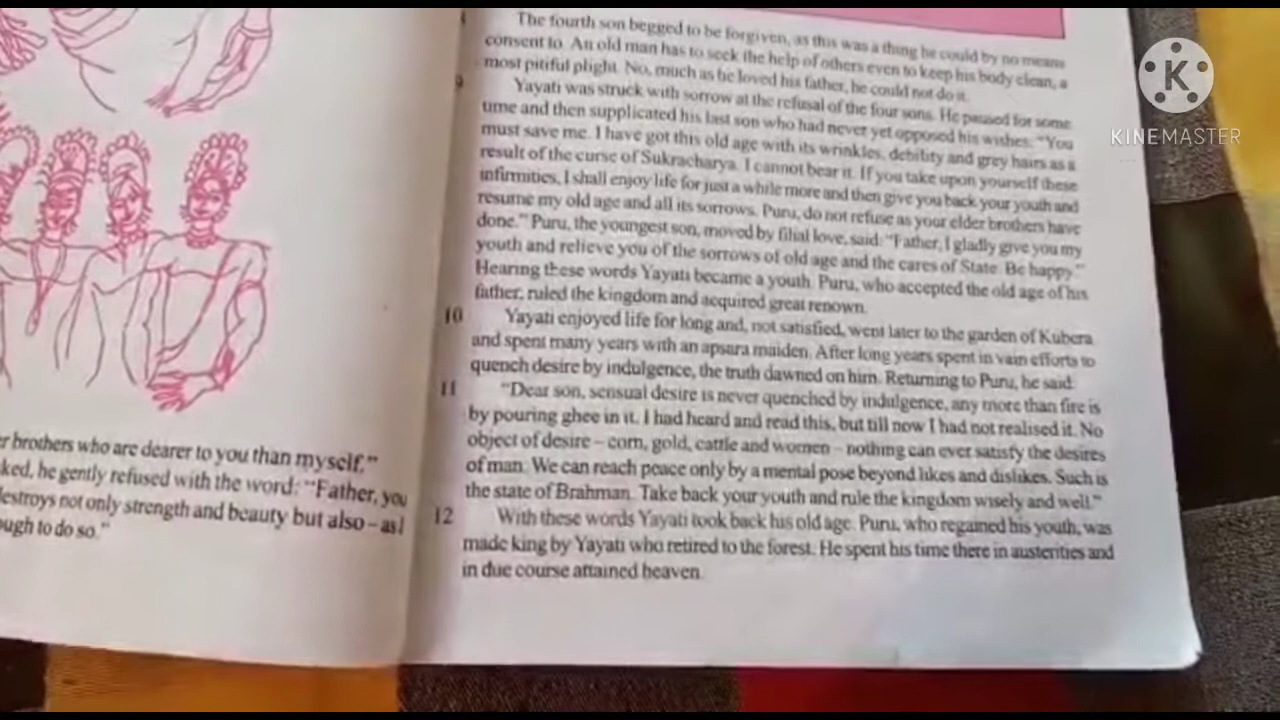 er brothers who are dearer to you than myself."
ked, he gently refused with the word: "Father, you
destroys not only strength and beauty but also – as I
ough to do so."
The fourth son begged to be forgiven, as this was a thing he could by no means
consent to. An old man has to seek the help of others even to keep his body clean, a
most pitiful plight. No, much as he loved his father, he could not do it.
9 Yayati was struck with sorrow at the refusal of the four sons. He paused for some
time and then supplicated his last son who had never yet opposed his wishes. "You
must save me. I have got this old age with its wrinkles, debility and grey hairs as a
result of the curse of Sukracharya. I cannot bear it. If you take upon yourself these
infirmities, I shall enjoy life for just a while more and then give you back your youth and
resume my old age and all its sorrows. Puru, do not refuse as your elder brothers have
done." Puru, the youngest son, moved by filial love, said: "Father, I gladly give you my
youth and relieve you of the sorrows of old age and the cares of State. Be happy."
Hearing these words Yayati became a youth. Puru, who accepted the old age of his
father, ruled the kingdom and acquired great renown.
10 Yayati enjoyed life for long and, not satisfied, went later to the garden of Kubera
and spent many years with an apsara maiden. After long years spent in vain efforts to
quench desire by indulgence, the truth dawned on him. Returning to Puru, he said:
11 "Dear son, sensual desire is never quenched by indulgence, any more than fire is
by pouring ghee in it. I had heard and read this, but till now I had not realised it. No
object of desire – corn, gold, cattle and women – nothing can ever satisfy the desires
of man. We can reach peace only by a mental pose beyond likes and dislikes. Such is
the state of Brahman. Take back your youth and rule the kingdom wisely and well."
12 With these words Yayati took back his old age. Puru, who regained his youth, was
made king by Yayati who retired to the forest. He spent his time there in austerities and
in due course attained heaven.
K
KINEMASTER